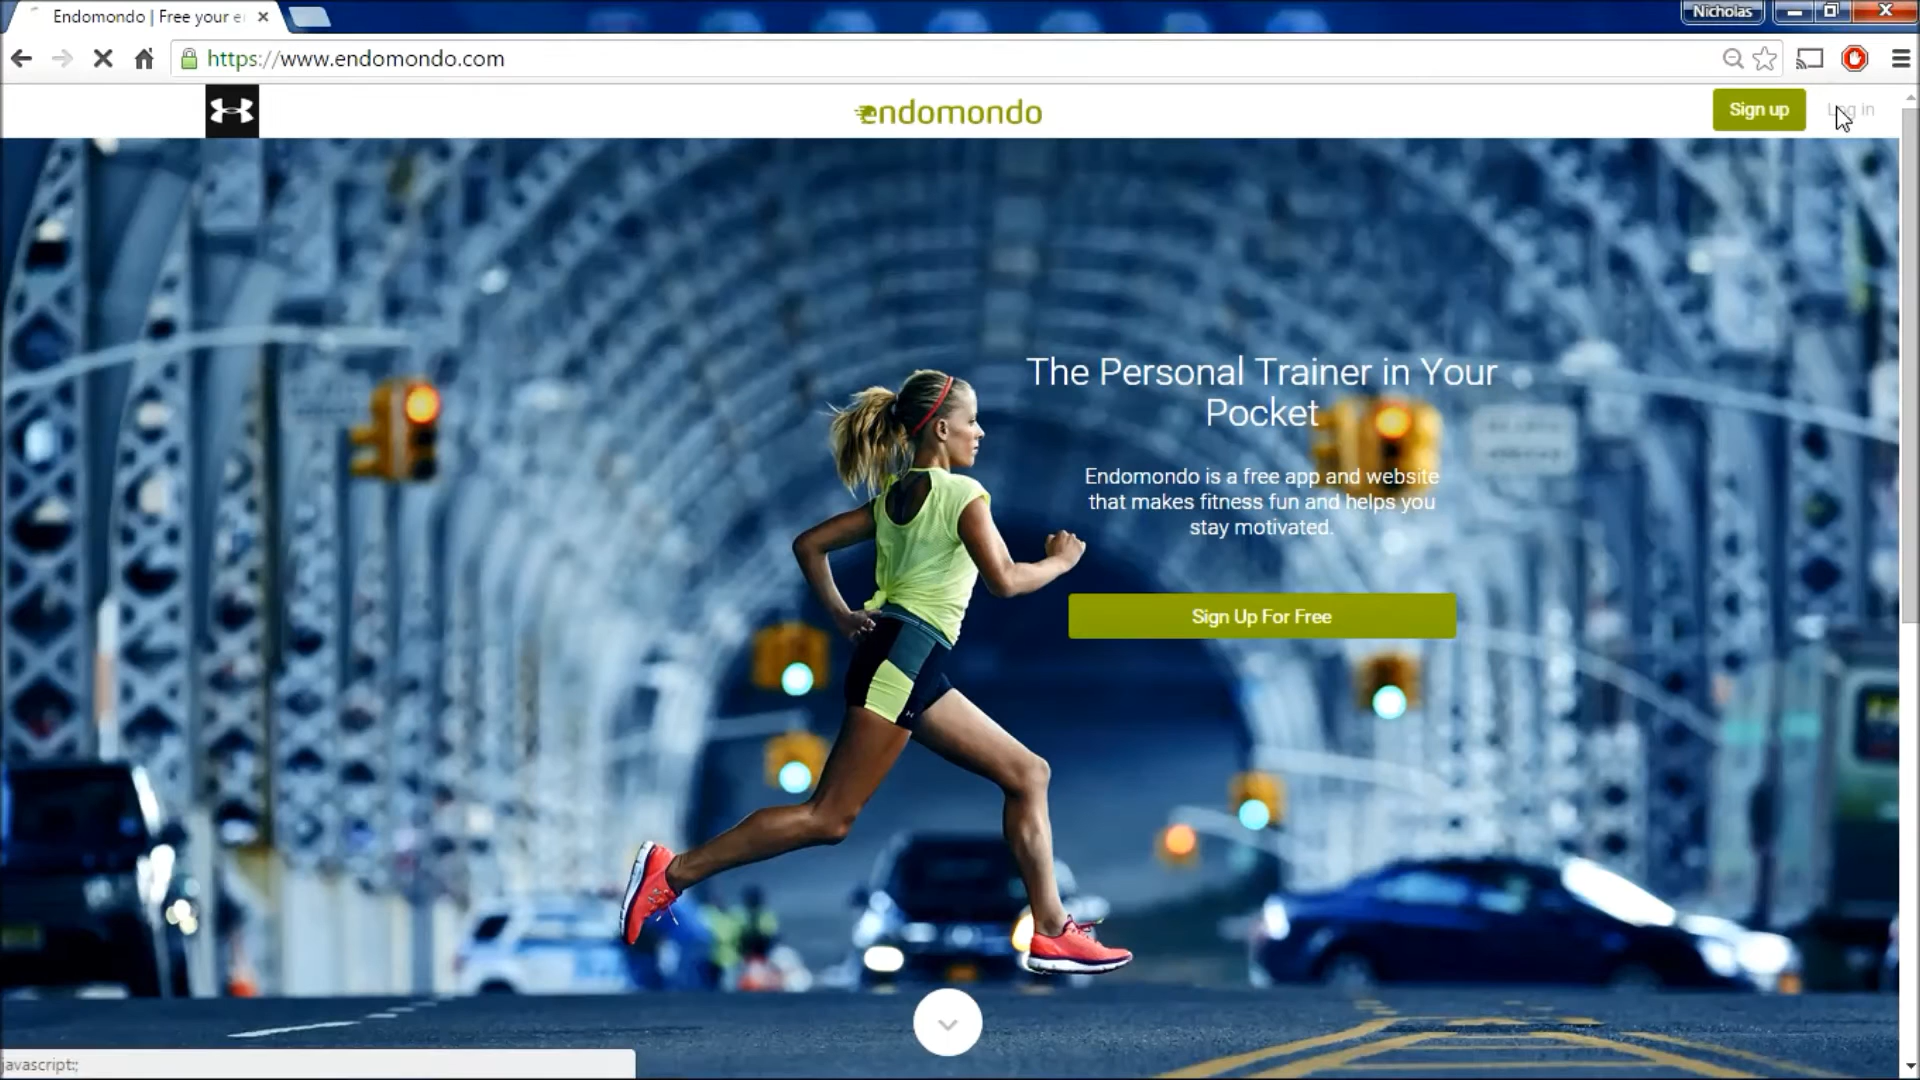 Endomondo | Free your e
Nicholas
https://www.endomondo.com
endomondo
Sign up
Log in
The Personal Trainer in Your
Pocket
Endomondo is a free app and website
that makes fitness fun and helps you
stay motivated.
Sign Up For Free
javascript:;